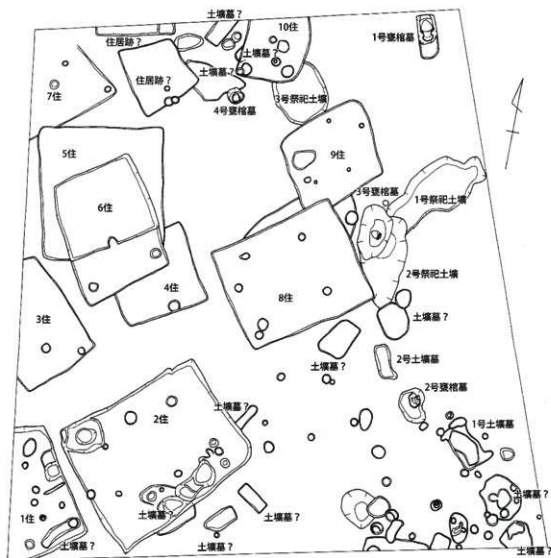 土壙墓？
10住
1号甕棺墓
住居跡？
土壙墓？
住居跡？
土壙墓？
7住
4号甕棺墓
3号祭祀土壙
5住
9住
6住
3号甕棺墓
1号祭祀土壙
4住
8住
2号祭祀土壙
3住
土壙墓？
土壙墓？
2号土壙墓
2号甕棺墓
土壙墓？
2住
1号土壙墓
1住
土壙墓？
土壙墓？
土壙墓？
土壙墓？
土壙墓？
土壙墓？